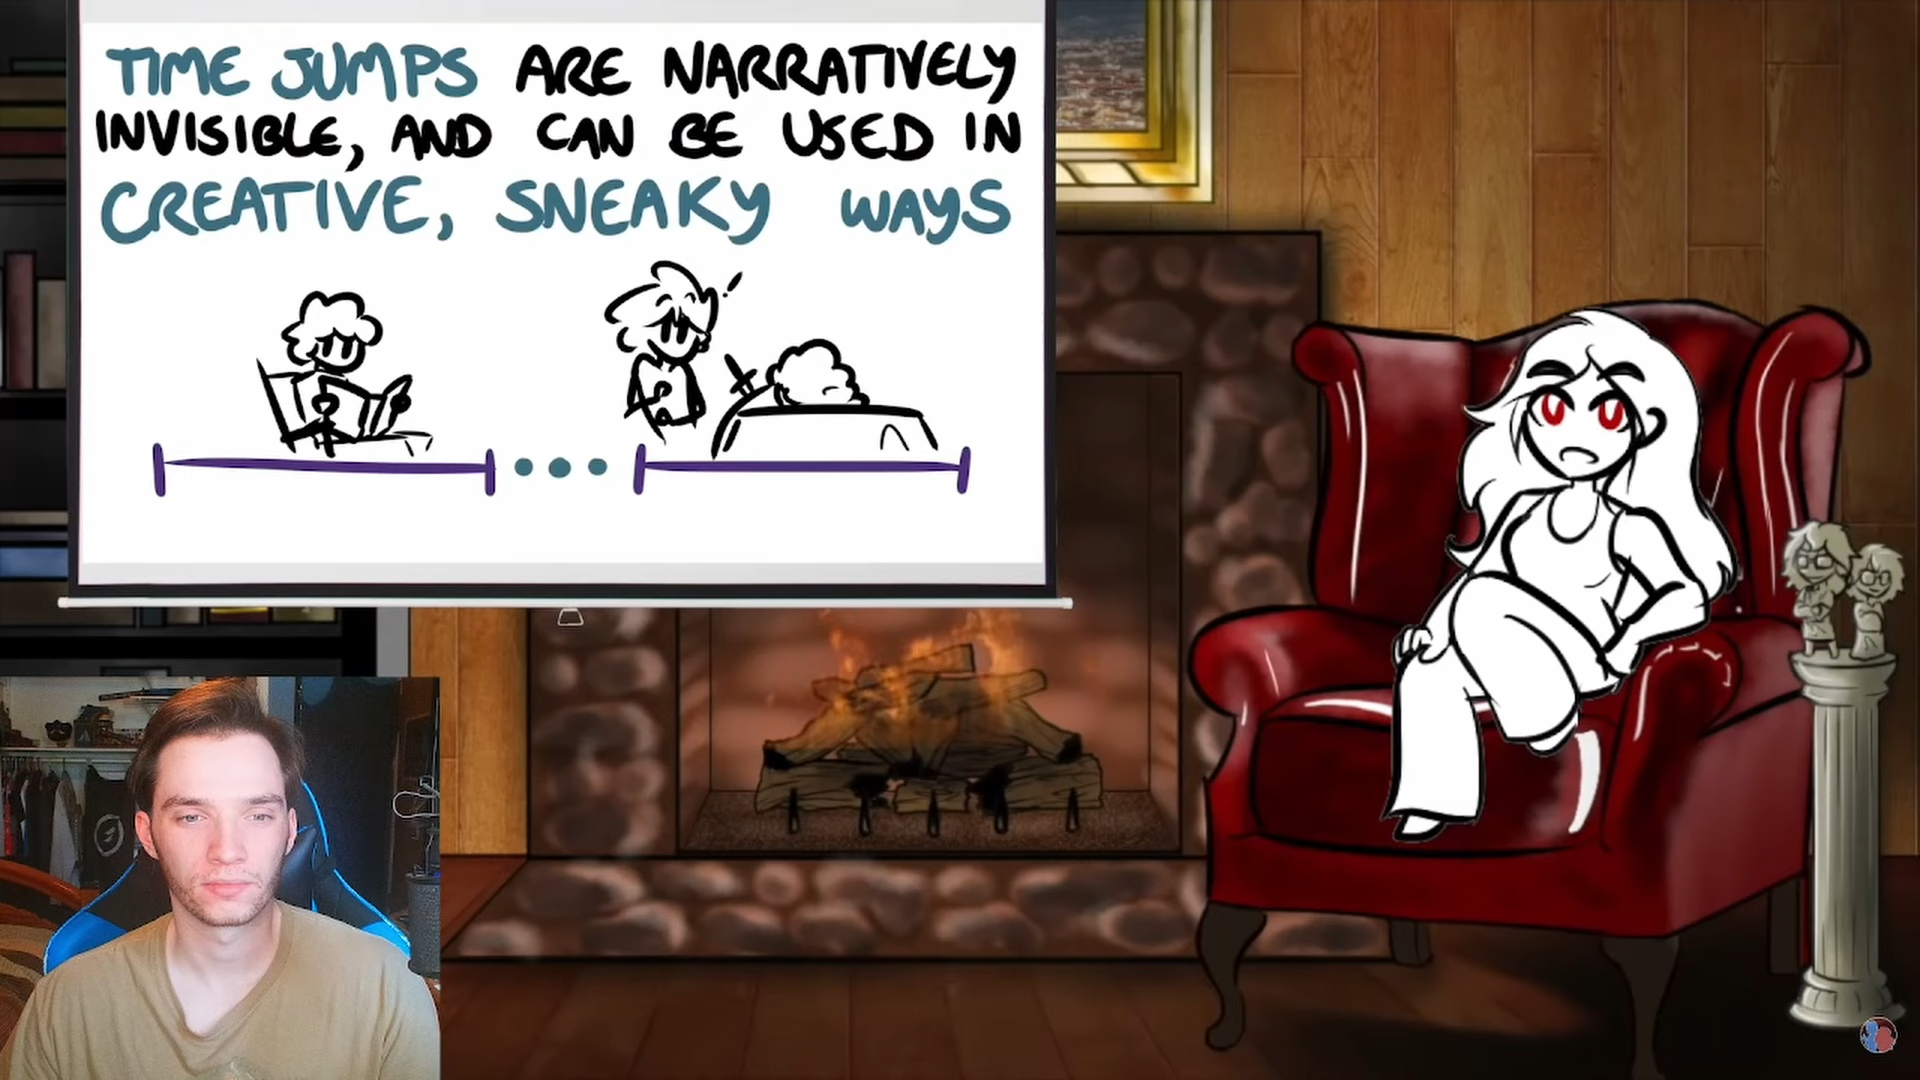 TIME JUMPS ARE NARRATIVELY
INVISIBLE, AND CAN BE USED IN
CREATIVE, SNEAKY WAYS